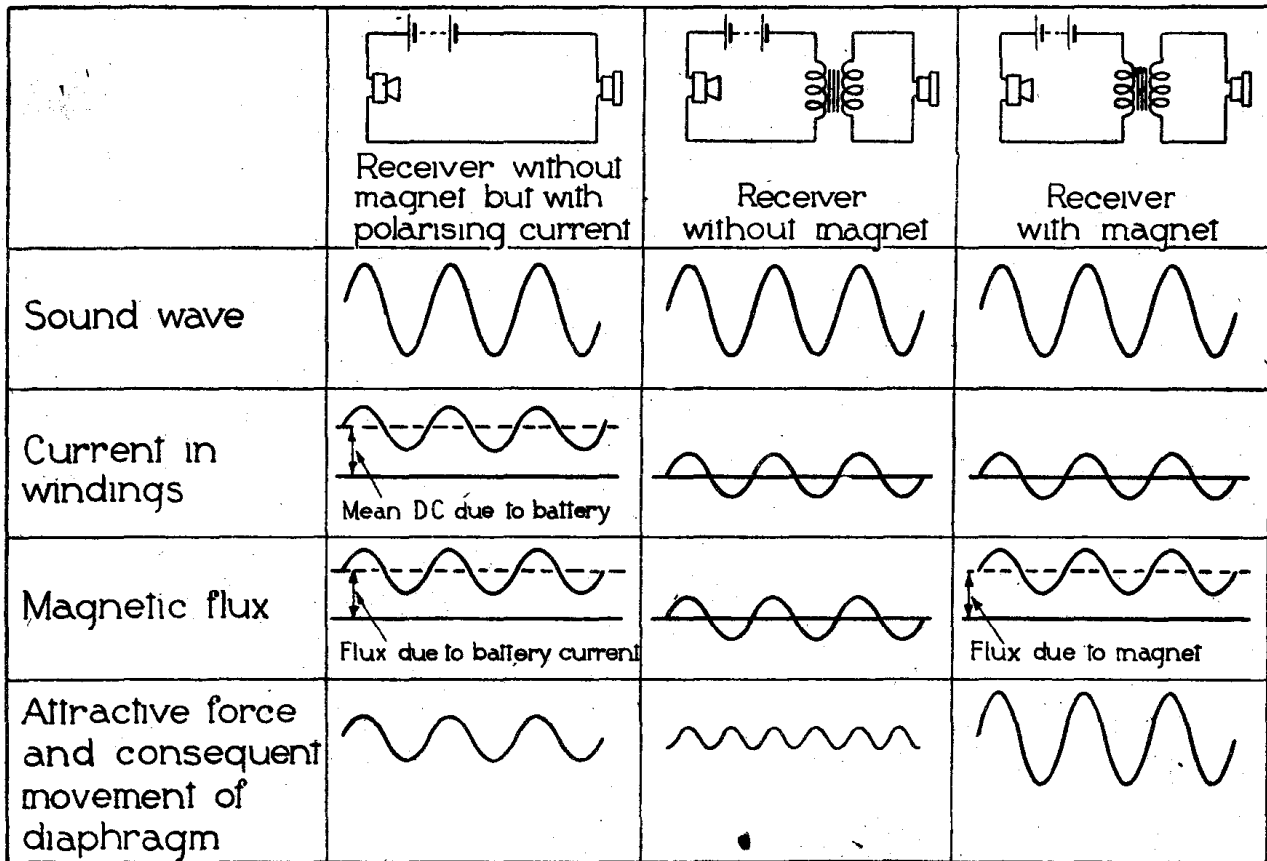 Receiver without
magnet but with
polarising current
Receiver
without magnet
Receiver
with magnet
Sound wave
Current in
windings
Mean DC due to battery
Magnetic flux
Flux due to battery current
Flux due to magnet
Attractive force
and consequent
movement of
diaphragm